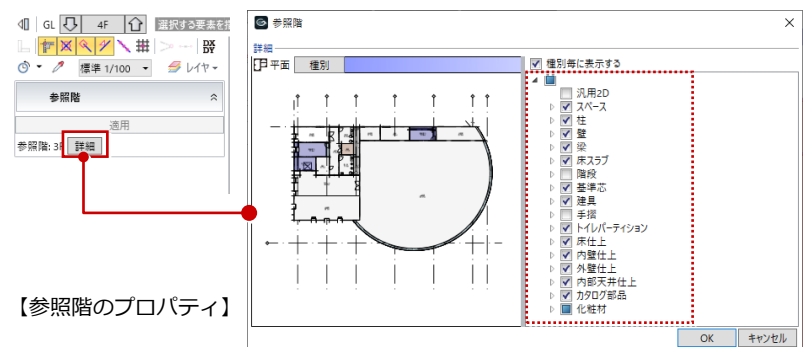 GL 4F 選択する要素を指
標準 1/100 レイヤ
参照階
適用
参照階: 3F 詳細
【参照階のプロパティ】
参照階
詳細
平面 種別
種別毎に表示する
汎用2D
スペース
柱
壁
梁
床スラブ
階段
基準芯
建具
手摺
トイレパーティション
床仕上
内壁仕上
外壁仕上
内部天井仕上
カタログ部品
化粧材
OK キャンセル